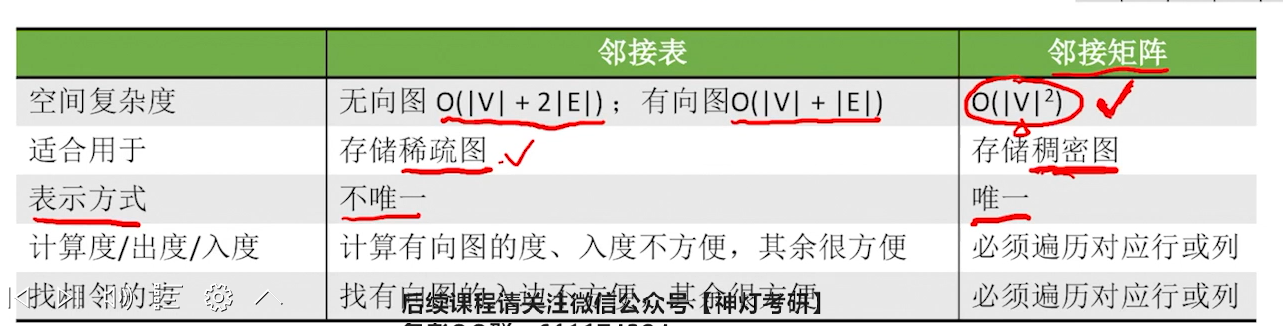 邻接表 邻接矩阵
空间复杂度 无向图 O(|V| + 2|E|)；有向图O(|V| + |E|) O(|V|²)
适合用于 存储稀疏图 存储稠密图
表示方式 不唯一 唯一
计算度/出度/入度 计算有向图的度、入度不方便，其余很方便 必须遍历对应行或列
找相邻的边 找有向图的入边不方便，其余很方便 必须遍历对应行或列
后续课程请关注微信公众号【神灯考研】